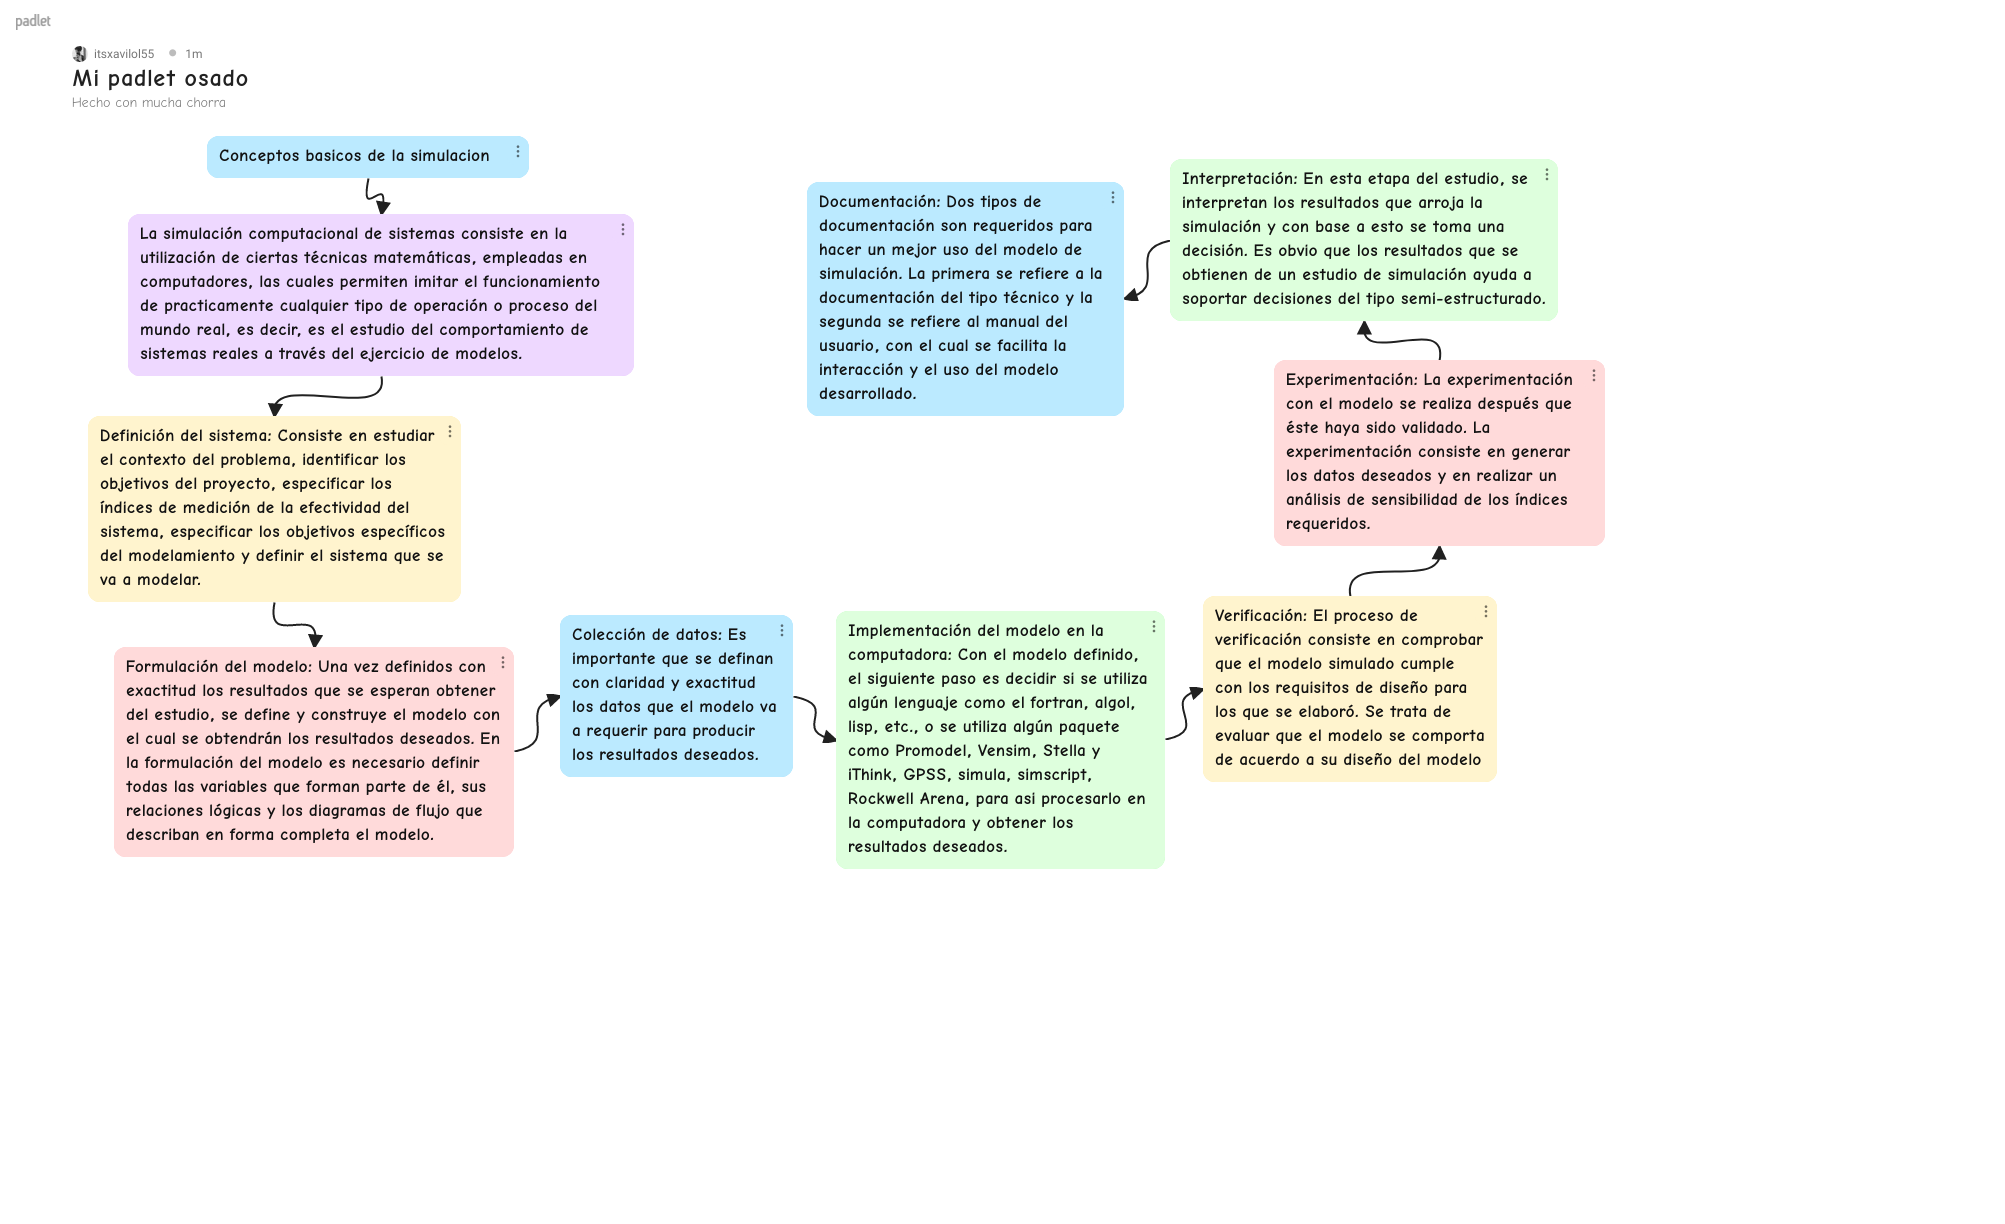 padlet
itsxavilol55 • 1m
Mi padlet osado
Hecho con mucha chorra
Conceptos basicos de la simulacion
La simulación computacional de sistemas consiste en la
utilización de ciertas técnicas matemáticas, empleadas en
computadores, las cuales permiten imitar el funcionamiento
de practicamente cualquier tipo de operación o proceso del
mundo real, es decir, es el estudio del comportamiento de
sistemas reales a través del ejercicio de modelos.
Definición del sistema: Consiste en estudiar
el contexto del problema, identificar los
objetivos del proyecto, especificar los
índices de medición de la efectividad del
sistema, especificar los objetivos específicos
del modelamiento y definir el sistema que se
va a modelar.
Formulación del modelo: Una vez definidos con
exactitud los resultados que se esperan obtener
del estudio, se define y construye el modelo con
el cual se obtendrán los resultados deseados. En
la formulación del modelo es necesario definir
todas las variables que forman parte de él, sus
relaciones lógicas y los diagramas de flujo que
describan en forma completa el modelo.
Colección de datos: Es
importante que se definan
con claridad y exactitud
los datos que el modelo va
a requerir para producir
los resultados deseados.
Implementación del modelo en la
computadora: Con el modelo definido,
el siguiente paso es decidir si se utiliza
algún lenguaje como el fortran, algol,
lisp, etc., o se utiliza algún paquete
como Promodel, Vensim, Stella y
iThink, GPSS, simula, simscript,
Rockwell Arena, para asi procesarlo en
la computadora y obtener los
resultados deseados.
Verificación: El proceso de
verificación consiste en comprobar
que el modelo simulado cumple
con los requisitos de diseño para
los que se elaboró. Se trata de
evaluar que el modelo se comporta
de acuerdo a su diseño del modelo
Experimentación: La experimentación
con el modelo se realiza después que
éste haya sido validado. La
experimentación consiste en generar
los datos deseados y en realizar un
análisis de sensibilidad de los índices
requeridos.
Interpretación: En esta etapa del estudio, se
interpretan los resultados que arroja la
simulación y con base a esto se toma una
decisión. Es obvio que los resultados que se
obtienen de un estudio de simulación ayuda a
soportar decisiones del tipo semi-estructurado.
Documentación: Dos tipos de
documentación son requeridos para
hacer un mejor uso del modelo de
simulación. La primera se refiere a la
documentación del tipo técnico y la
segunda se refiere al manual del
usuario, con el cual se facilita la
interacción y el uso del modelo
desarrollado.